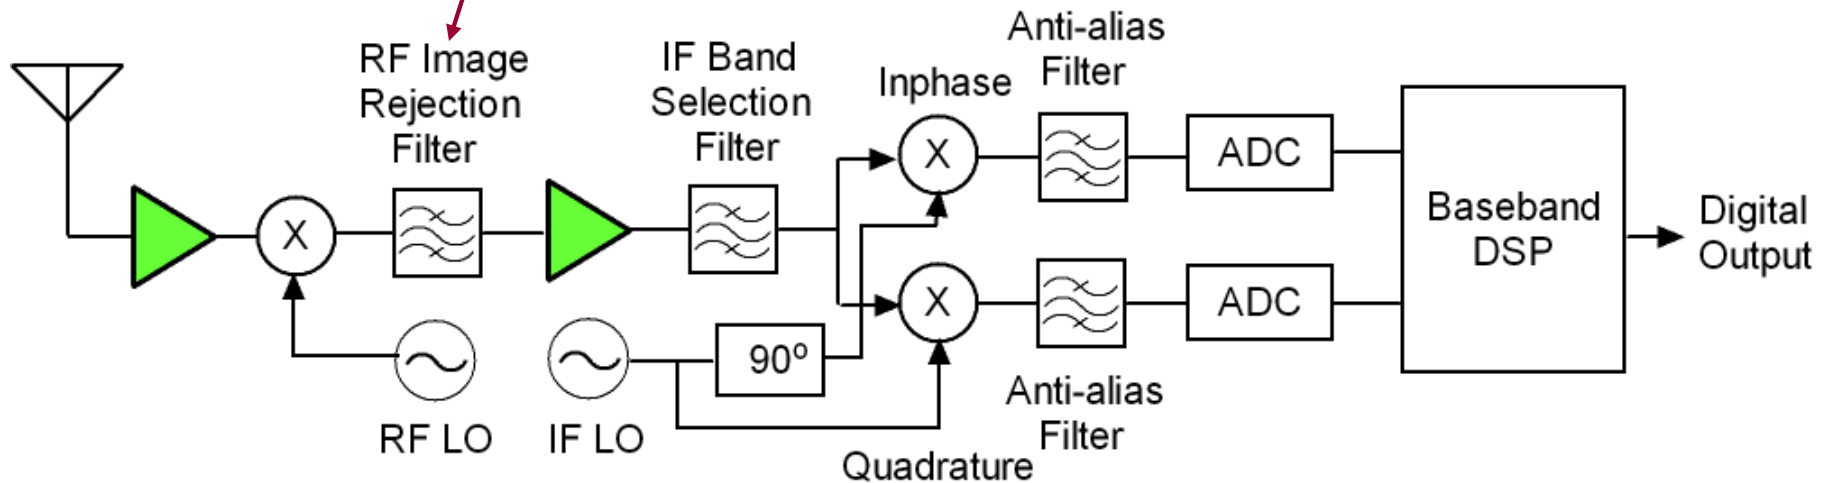 RF Image
Rejection
Filter
IF Band
Selection
Filter
Inphase
Anti-alias
Filter
X
X
X
ADC
ADC
Baseband
DSP
Digital
Output
90º
RF LO
IF LO
Quadrature
Anti-alias
Filter